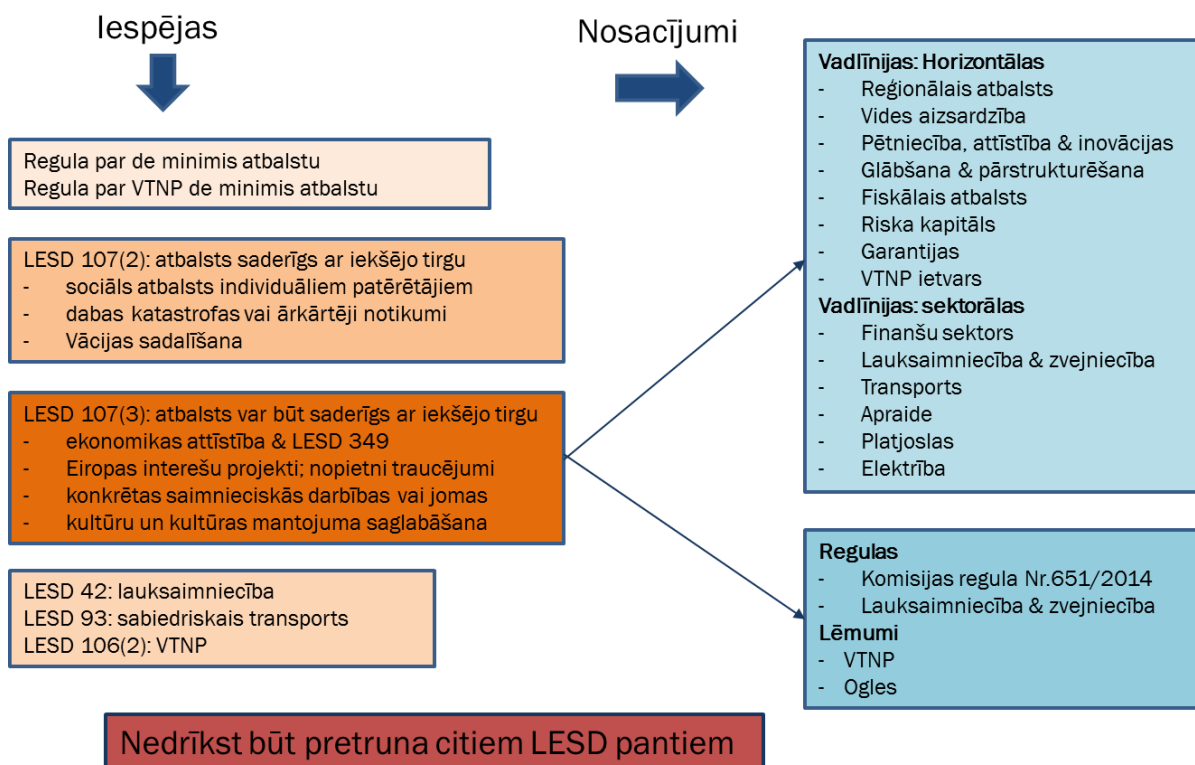 Iespējas
Nosacījumi
Regula par de minimis atbalstu
Regula par VTNP de minimis atbalstu
LESD 107(2): atbalsts saderīgs ar iekšējo tirgu
- sociāls atbalsts individuāliem patērētājiem
- dabas katastrofas vai ārkārtēji notikumi
- Vācijas sadalīšana
LESD 107(3): atbalsts var būt saderīgs ar iekšējo tirgu
- ekonomikas attīstība & LESD 349
- Eiropas interešu projekti; nopietni traucējumi
- konkrētas saimnieciskās darbības vai jomas
- kultūru un kultūras mantojuma saglabāšana
LESD 42: lauksaimniecība
LESD 93: sabiedriskais transports
LESD 106(2): VTNP
Vadlīnijas: Horizontālas
- Reģionālais atbalsts
- Vides aizsardzība
- Pētniecība, attīstība & inovācijas
- Glābšana & pārstrukturēšana
- Fiskālais atbalsts
- Riska kapitāls
- Garantijas
- VTNP ietvars
Vadlīnijas: sektorālas
- Finanšu sektors
- Lauksaimniecība & zvejniecība
- Transports
- Apraide
- Platjoslas
- Elektrība
Regulas
- Komisijas regula Nr.651/2014
- Lauksaimniecība & zvejniecība
Lēmumi
- VTNP
- Ogles
Nedrīkst būt pretruna citiem LESD pantiem